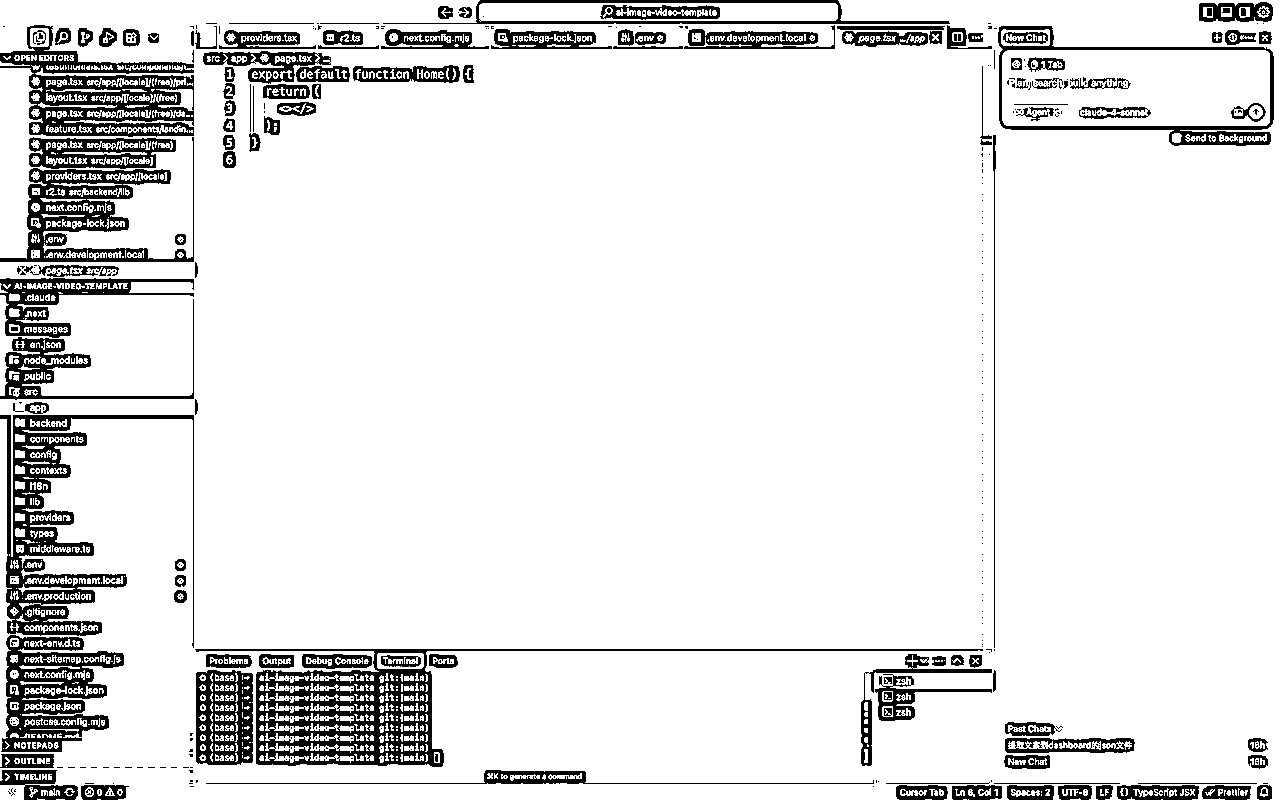 ai-image-video-template
providers.tsx
r2.ts
next.config.mjs
package-lock.json
.env
.env.development.local
page.tsx .../app
New Chat
OPEN EDITORS
page.tsx src/app/[locale]/(free)/pri...
layout.tsx src/app/[locale]/(free)
page.tsx src/app/[locale]/(free)/da...
feature.tsx src/components/landin...
page.tsx src/app/[locale]/(free)
layout.tsx src/app/[locale]
providers.tsx src/app/[locale]
r2.ts src/backend/lib
next.config.mjs
package-lock.json
.env
.env.development.local
page.tsx src/app
AI-IMAGE-VIDEO-TEMPLATE
.claude
.next
messages
en.json
node_modules
public
src
app
backend
components
config
contexts
i18n
lib
providers
types
middleware.ts
.env
.env.development.local
.env.production
.gitignore
components.json
next-env.d.ts
next-sitemap.config.js
next.config.mjs
package-lock.json
package.json
postcss.config.mjs
README.md
NOTEPADS
OUTLINE
TIMELINE
src > app > page.tsx > ...
1 export default function Home() {
2 return (
3 <></>
4 );
5 }
6
1 Tab
Plan, search, build anything
Agent
claude-4-sonnet
Send to Background
Problems Output Debug Console Terminal Ports
(base) → ai-image-video-template git:(main)
(base) → ai-image-video-template git:(main)
(base) → ai-image-video-template git:(main)
(base) → ai-image-video-template git:(main)
(base) → ai-image-video-template git:(main)
(base) → ai-image-video-template git:(main)
(base) → ai-image-video-template git:(main)
(base) → ai-image-video-template git:(main)
(base) → ai-image-video-template git:(main)
⌘K to generate a command
zsh
zsh
zsh
Past Chats
提取文案到dashboard的json文件 16h
New Chat 16h
main 0 0
Cursor Tab Ln 6, Col 1 Spaces: 2 UTF-8 LF {} TypeScript JSX Prettier